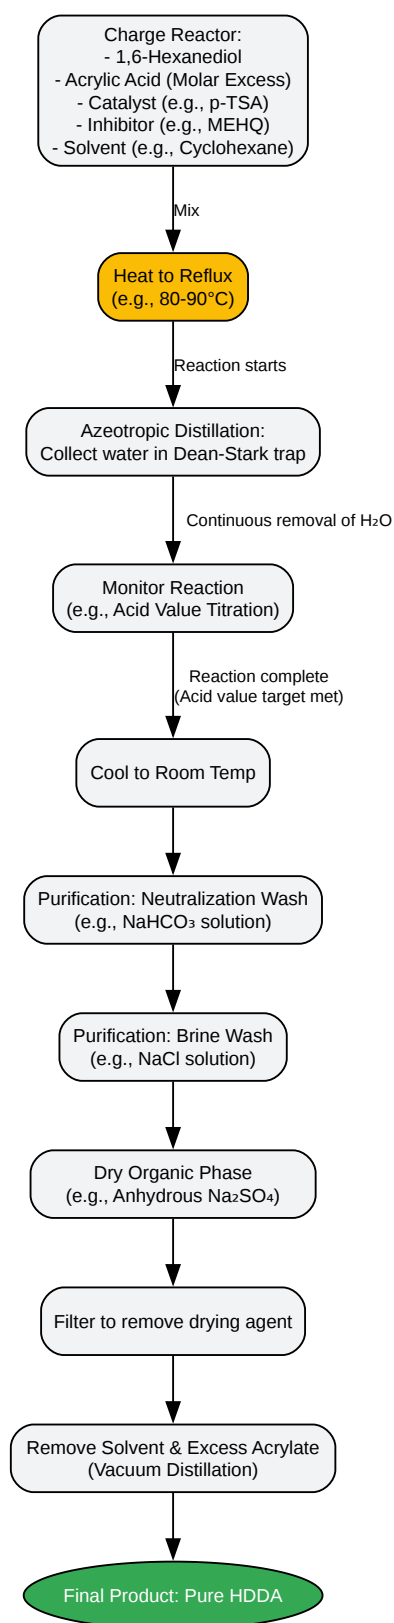 Charge Reactor:
- 1,6-Hexanediol
- Acrylic Acid (Molar Excess)
- Catalyst (e.g., p-TSA)
- Inhibitor (e.g., MEHQ)
- Solvent (e.g., Cyclohexane)
Mix
Heat to Reflux
(e.g., 80-90°C)
Reaction starts
Azeotropic Distillation:
Collect water in Dean-Stark trap
Continuous removal of H₂O
Monitor Reaction
(e.g., Acid Value Titration)
Reaction complete
(Acid value target met)
Cool to Room Temp
Purification: Neutralization Wash
(e.g., NaHCO₃ solution)
Purification: Brine Wash
(e.g., NaCl solution)
Dry Organic Phase
(e.g., Anhydrous Na₂SO₄)
Filter to remove drying agent
Remove Solvent & Excess Acrylate
(Vacuum Distillation)
Final Product: Pure HDDA